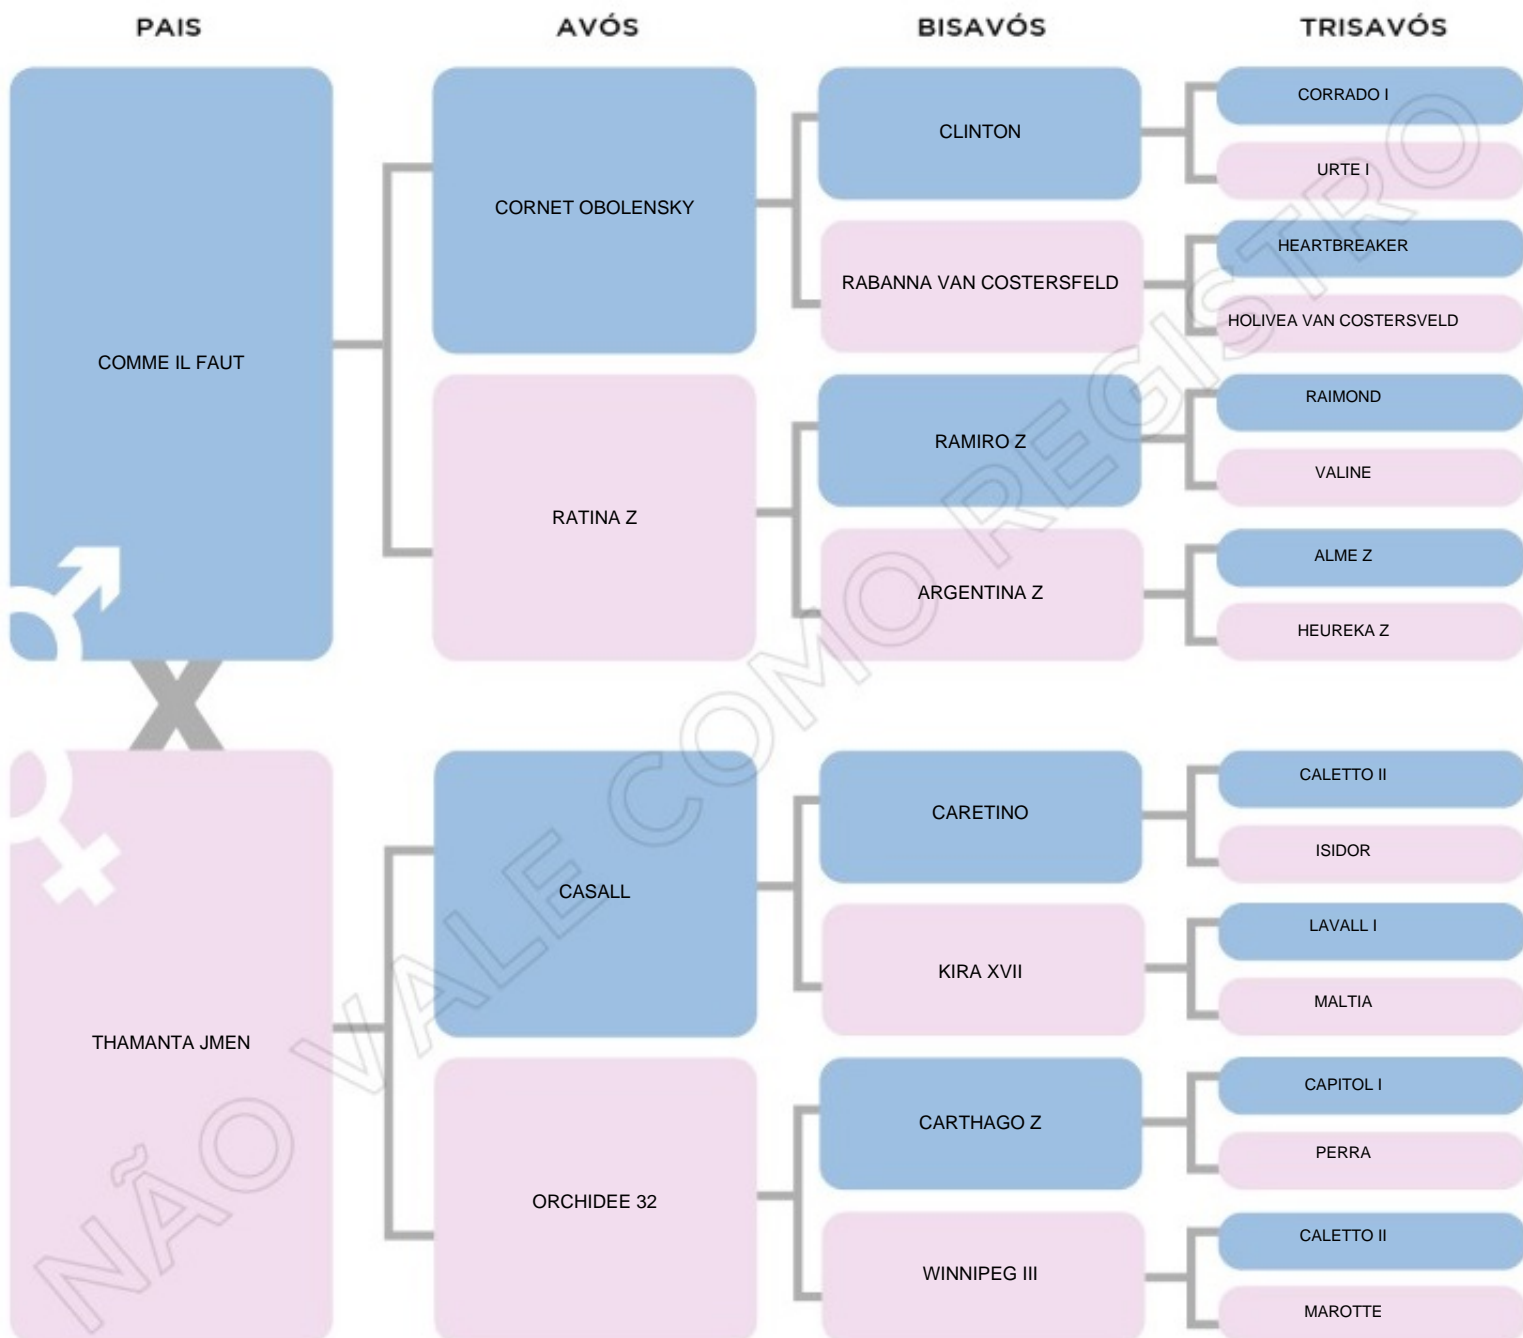 PAIS
AVÓS
BISAVÓS
TRISAVÓS
COMME IL FAUT
CORNET OBOLENSKY
CLINTON
CORRADO I
URTE I
RABANNA VAN COSTERSFELD
HEARTBREAKER
HOLIVEA VAN COSTERSVELD
RATINA Z
RAMIRO Z
RAIMOND
VALINE
ARGENTINA Z
ALME Z
HEUREKA Z
X
THAMANTA JMEN
CASALL
CARETINO
CALETTO II
ISIDOR
KIRA XVII
LAVALL I
MALTIA
ORCHIDEE 32
CARTHAGO Z
CAPITOL I
PERRA
WINNIPEG III
CALETTO II
MAROTTE
NÃO VALE COMO REGISTRO